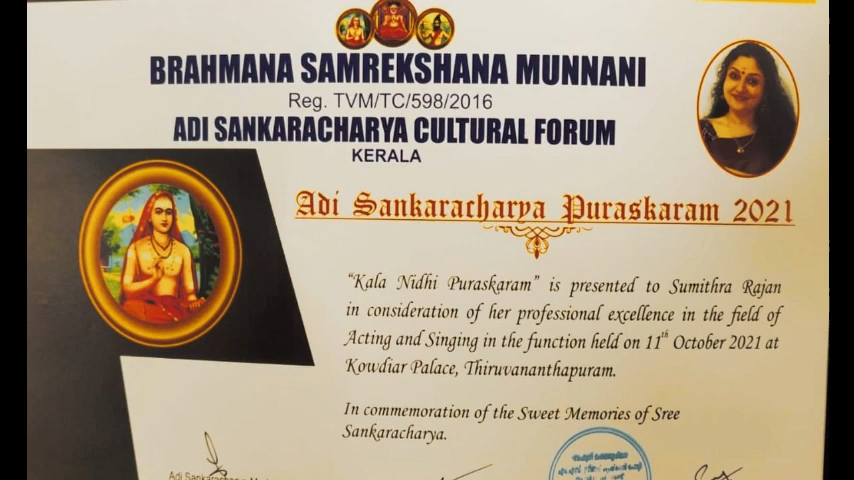 BRAHMANA SAMREKSHANA MUNNANI
Reg. TVM/TC/598/2016
ADI SANKARACHARYA CULTURAL FORUM
KERALA
Adi Sankaracharya Puraskaram 2021
“Kala Nidhi Puraskaram” is presented to Sumithra Rajan
in consideration of her professional excellence in the field of
Acting and Singing in the function held on 11th October 2021 at
Kowdiar Palace, Thiruvananthapuram.
In commemoration of the Sweet Memories of Sree
Sankaracharya.